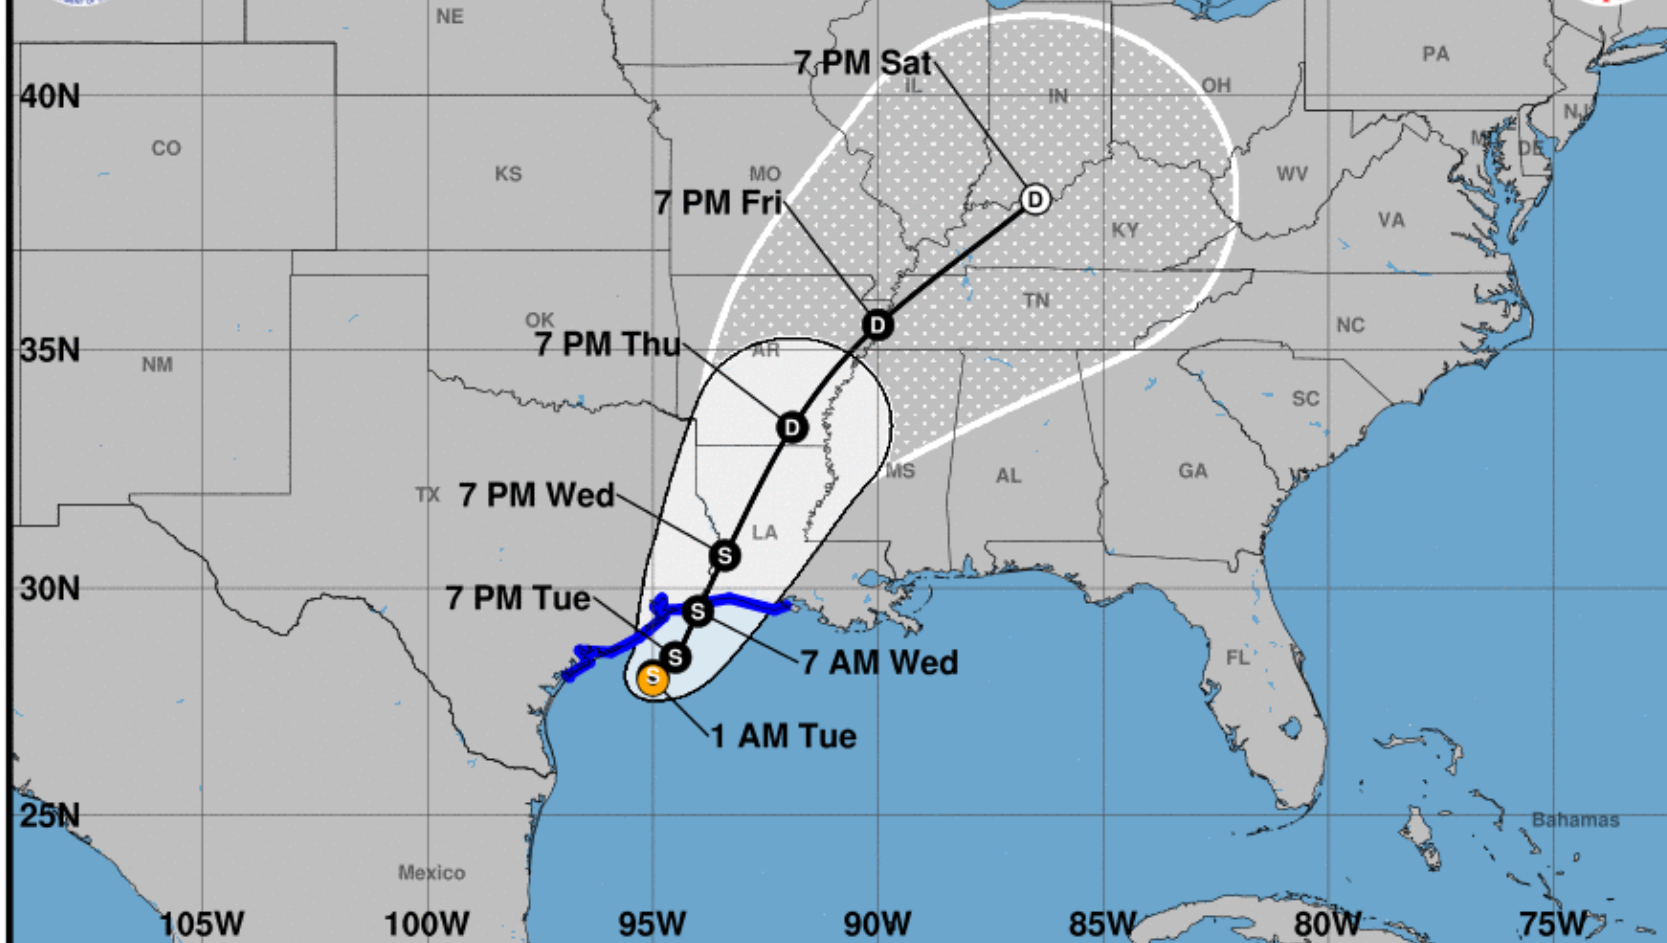 NE
7 PM Sat
PA
40N
IL
IN
OH
NJ
CO
DE
KS
MO
WV
7 PM Fri
D
VA
KY
TN
OK
D
NC
7 PM Thu
35N
AR
NM
SC
D
MS
AL
GA
TX
7 PM Wed
LA
S
30N
7 PM Tue
S
S
7 AM Wed
FL
S
1 AM Tue
25N
Bahamas
Mexico
105W
100W
95W
90W
85W
80W
75W